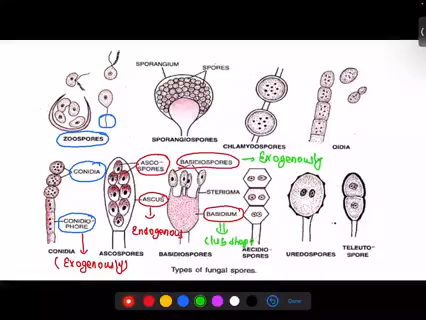 SPORANGIUM
SPORES
ZOOSPORES
SPORANGIOSPORES
CHLAMYDOSPORES
OIDIA
CONIDIA
ASCO-
SPORES
BASIDIOSPORES
→ Exogenously
STERIGMA
ASCUS
BASIDIUM
CONIDIO-
PHORE
Endogenous
Club shape
CONIDIA
ASCOSPORES
BASIDIOSPORES
AECIDIO-
SPORES
UREDOSPORES
TELEUTO-
SPORE
(Exogenously)
Types of fungal spores.
Done